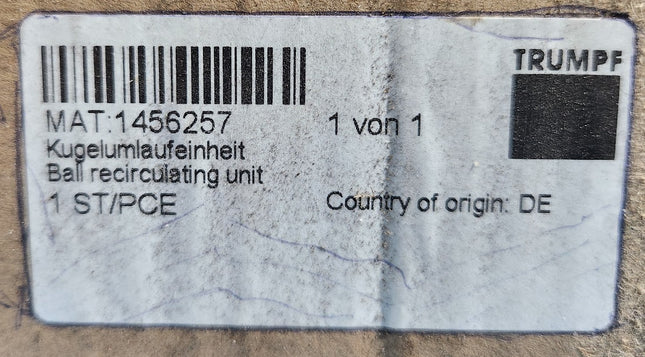 TRUMPF
MAT:1456257 1 von 1
Kugelumlaufeinheit
Ball recirculating unit
1 ST/PCE Country of origin: DE